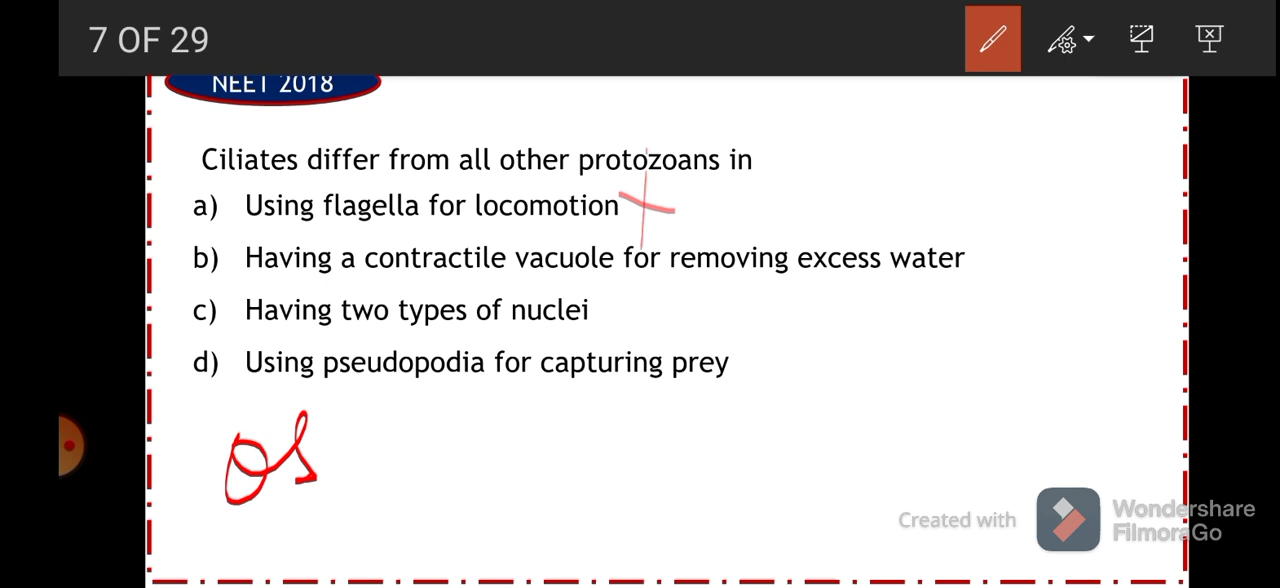 7 OF 29
NEET 2018
Ciliates differ from all other protozoans in
a) Using flagella for locomotion
b) Having a contractile vacuole for removing excess water
c) Having two types of nuclei
d) Using pseudopodia for capturing prey
Created with Wondershare FilmoraGo